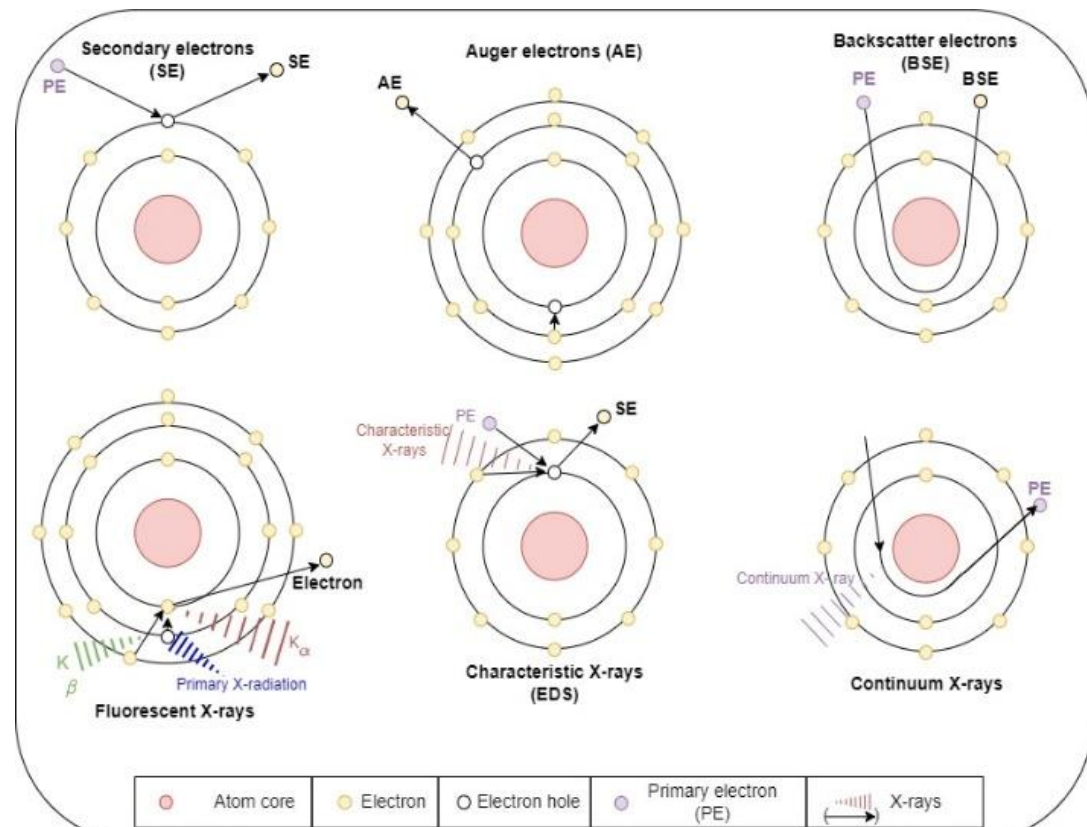 Secondary electrons
(SE)
PE
SE
Auger electrons (AE)
AE
Backscatter electrons
(BSE)
PE
BSE
Electron
K
β
Kα
Primary X-radiation
Fluorescent X-rays
PE
SE
Characteristic
X-rays
Characteristic X-rays
(EDS)
PE
Continuum X-ray
Continuum X-rays
Atom core
Electron
Electron hole
Primary electron
(PE)
( ) X-rays